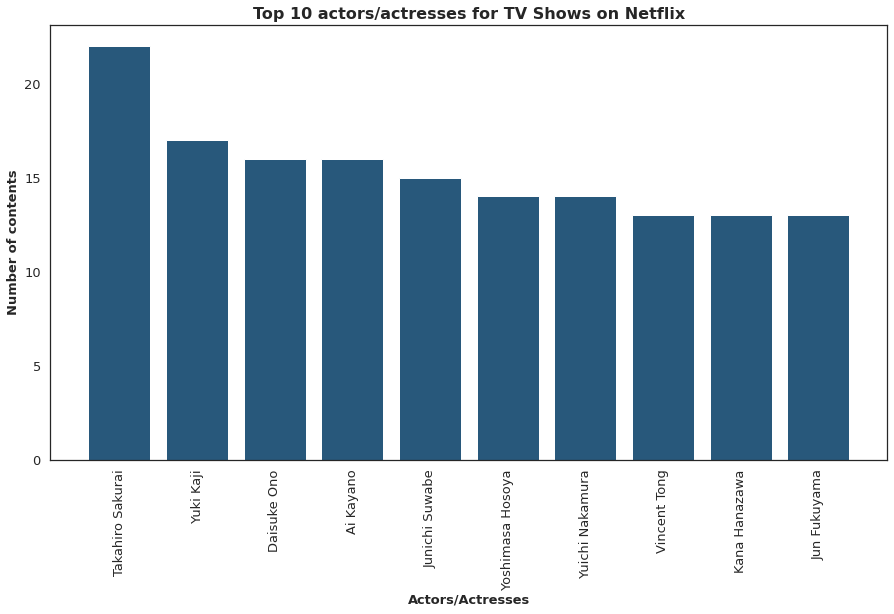 Top 10 actors/actresses for TV Shows on Netflix
Number of contents
20
15
10
5
0
Takahiro Sakurai
Yuki Kaji
Daisuke Ono
Ai Kayano
Junichi Suwabe
Yoshimasa Hosoya
Yuichi Nakamura
Vincent Tong
Kana Hanazawa
Jun Fukuyama
Actors/Actresses